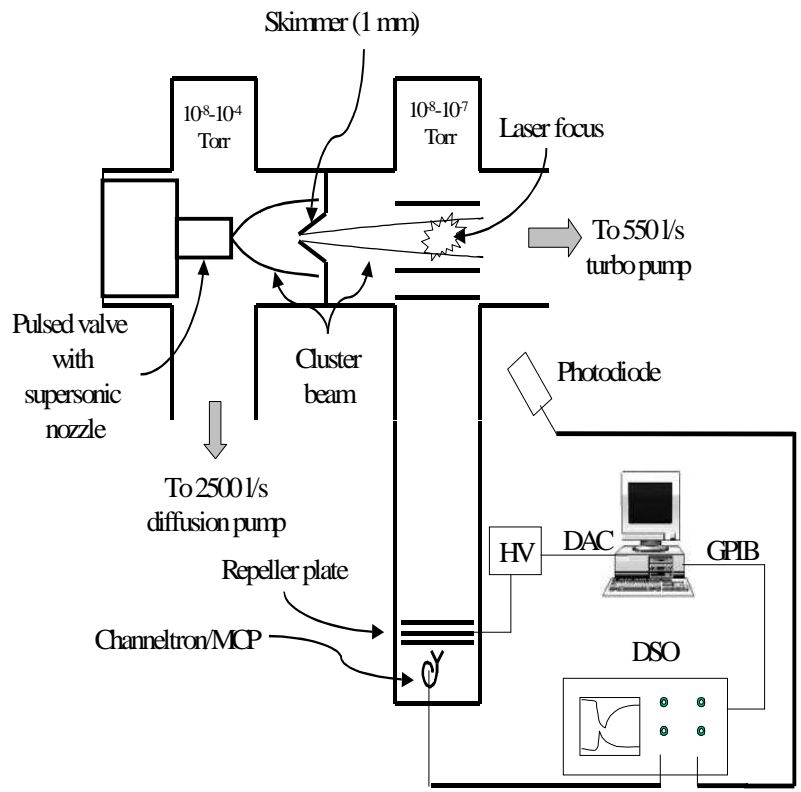 Skimmer (1 mm)
10-8-10-4
Torr
10-8-10-7
Torr
Laser focus
To 550 l/s
turbo pump
Pulsed valve
with
supersonic
nozzle
Cluster
beam
Photodiode
To 2500 l/s
diffusion pump
Repeller plate
HV
DAC
GPIB
Channeltron/MCP
DSO